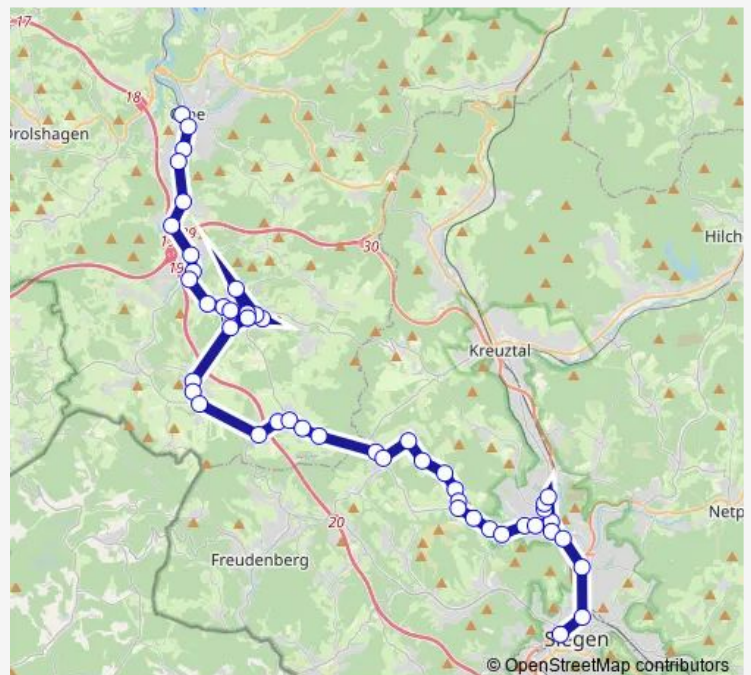 17
18
Drolshagen
30
Hilch
Kreuztal
20
Netp
Freudenberg
Siegen
© OpenStreetMap contributors